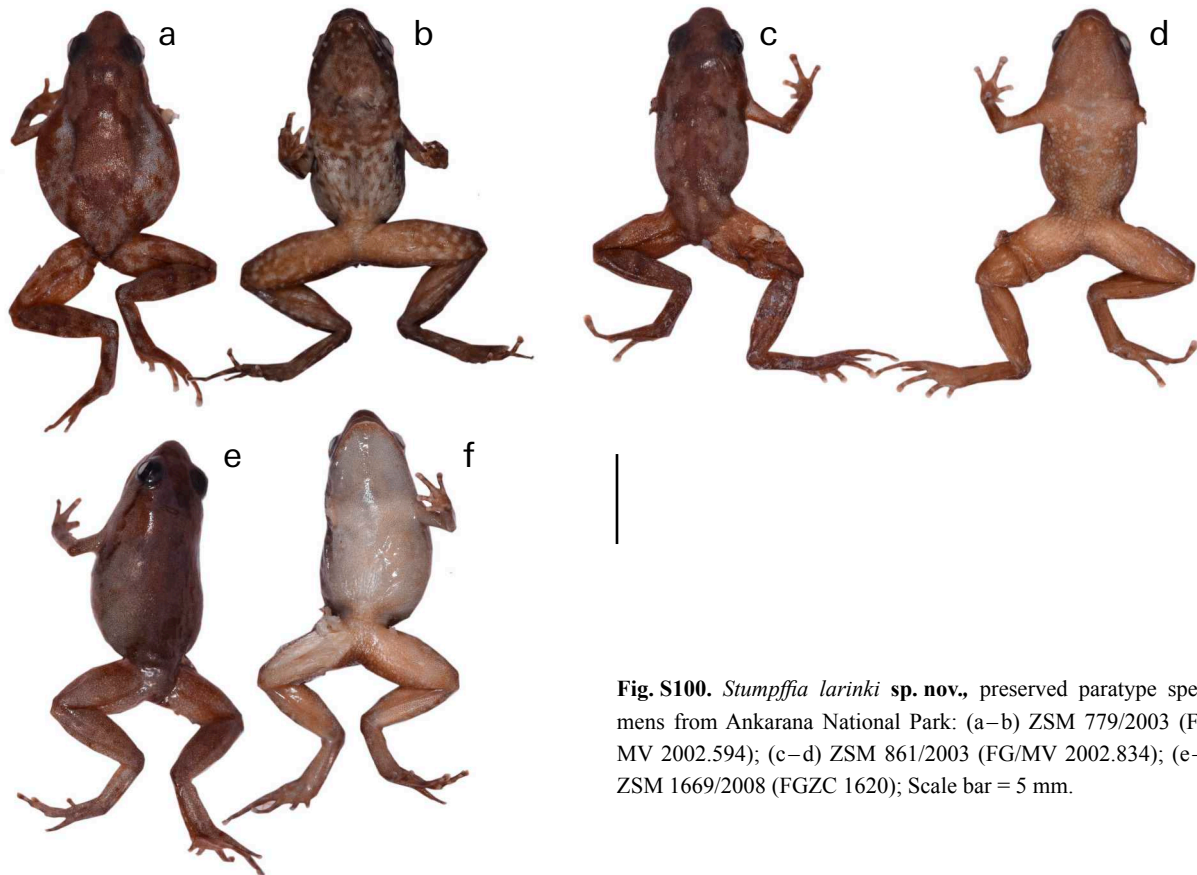 a
b
c
d
e
f
Fig. S100. Stumpffia larinki sp. nov., preserved paratype spe
mens from Ankarana National Park: (a–b) ZSM 779/2003 (F
MV 2002.594); (c–d) ZSM 861/2003 (FG/MV 2002.834); (e–
ZSM 1669/2008 (FGZC 1620); Scale bar = 5 mm.